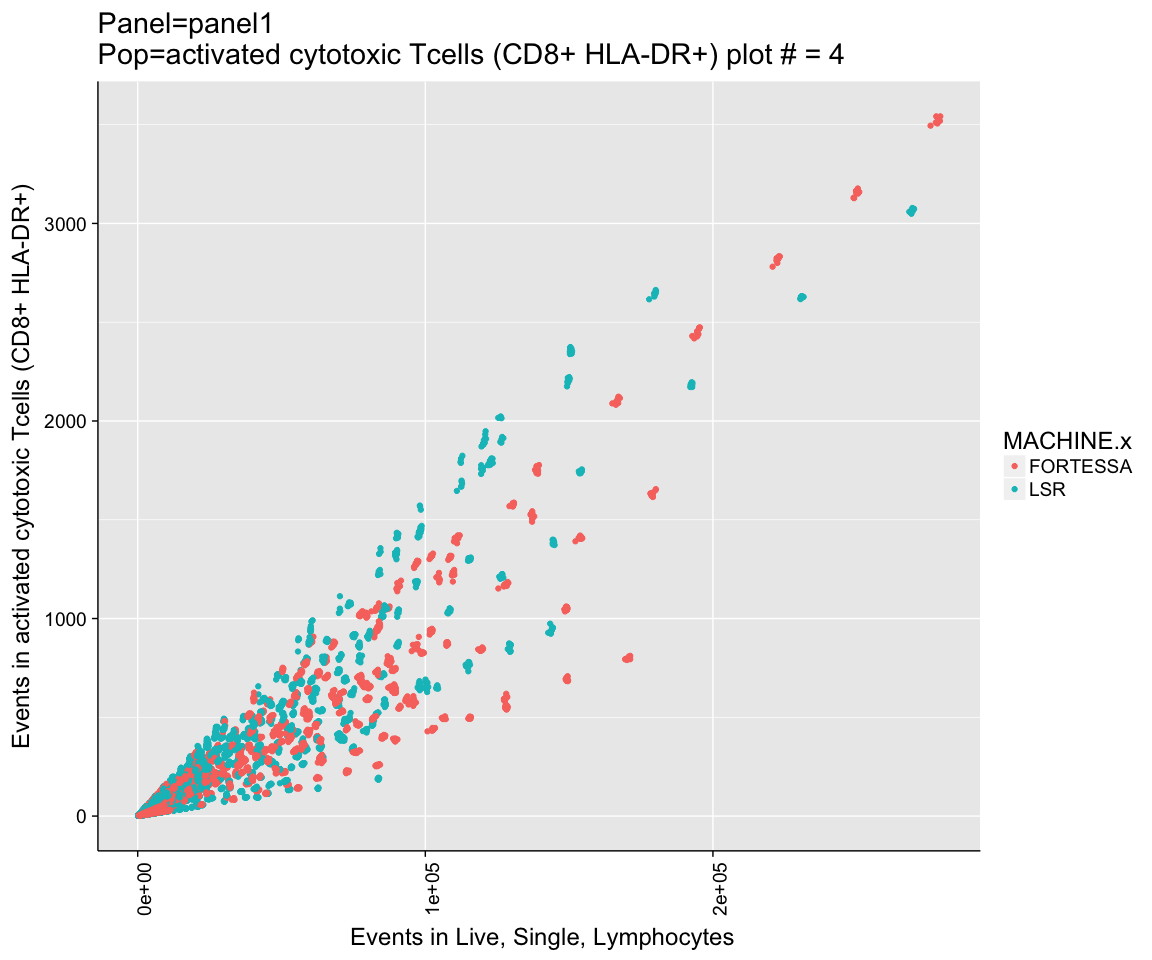 Panel=panel1
Pop=activated cytotoxic Tcells (CD8+ HLA-DR+) plot # = 4
Events in activated cytotoxic Tcells (CD8+ HLA-DR+)
3000
2000
1000
0
0e+00
1e+05
2e+05
Events in Live, Single, Lymphocytes
MACHINE.x
FORTESSA
LSR